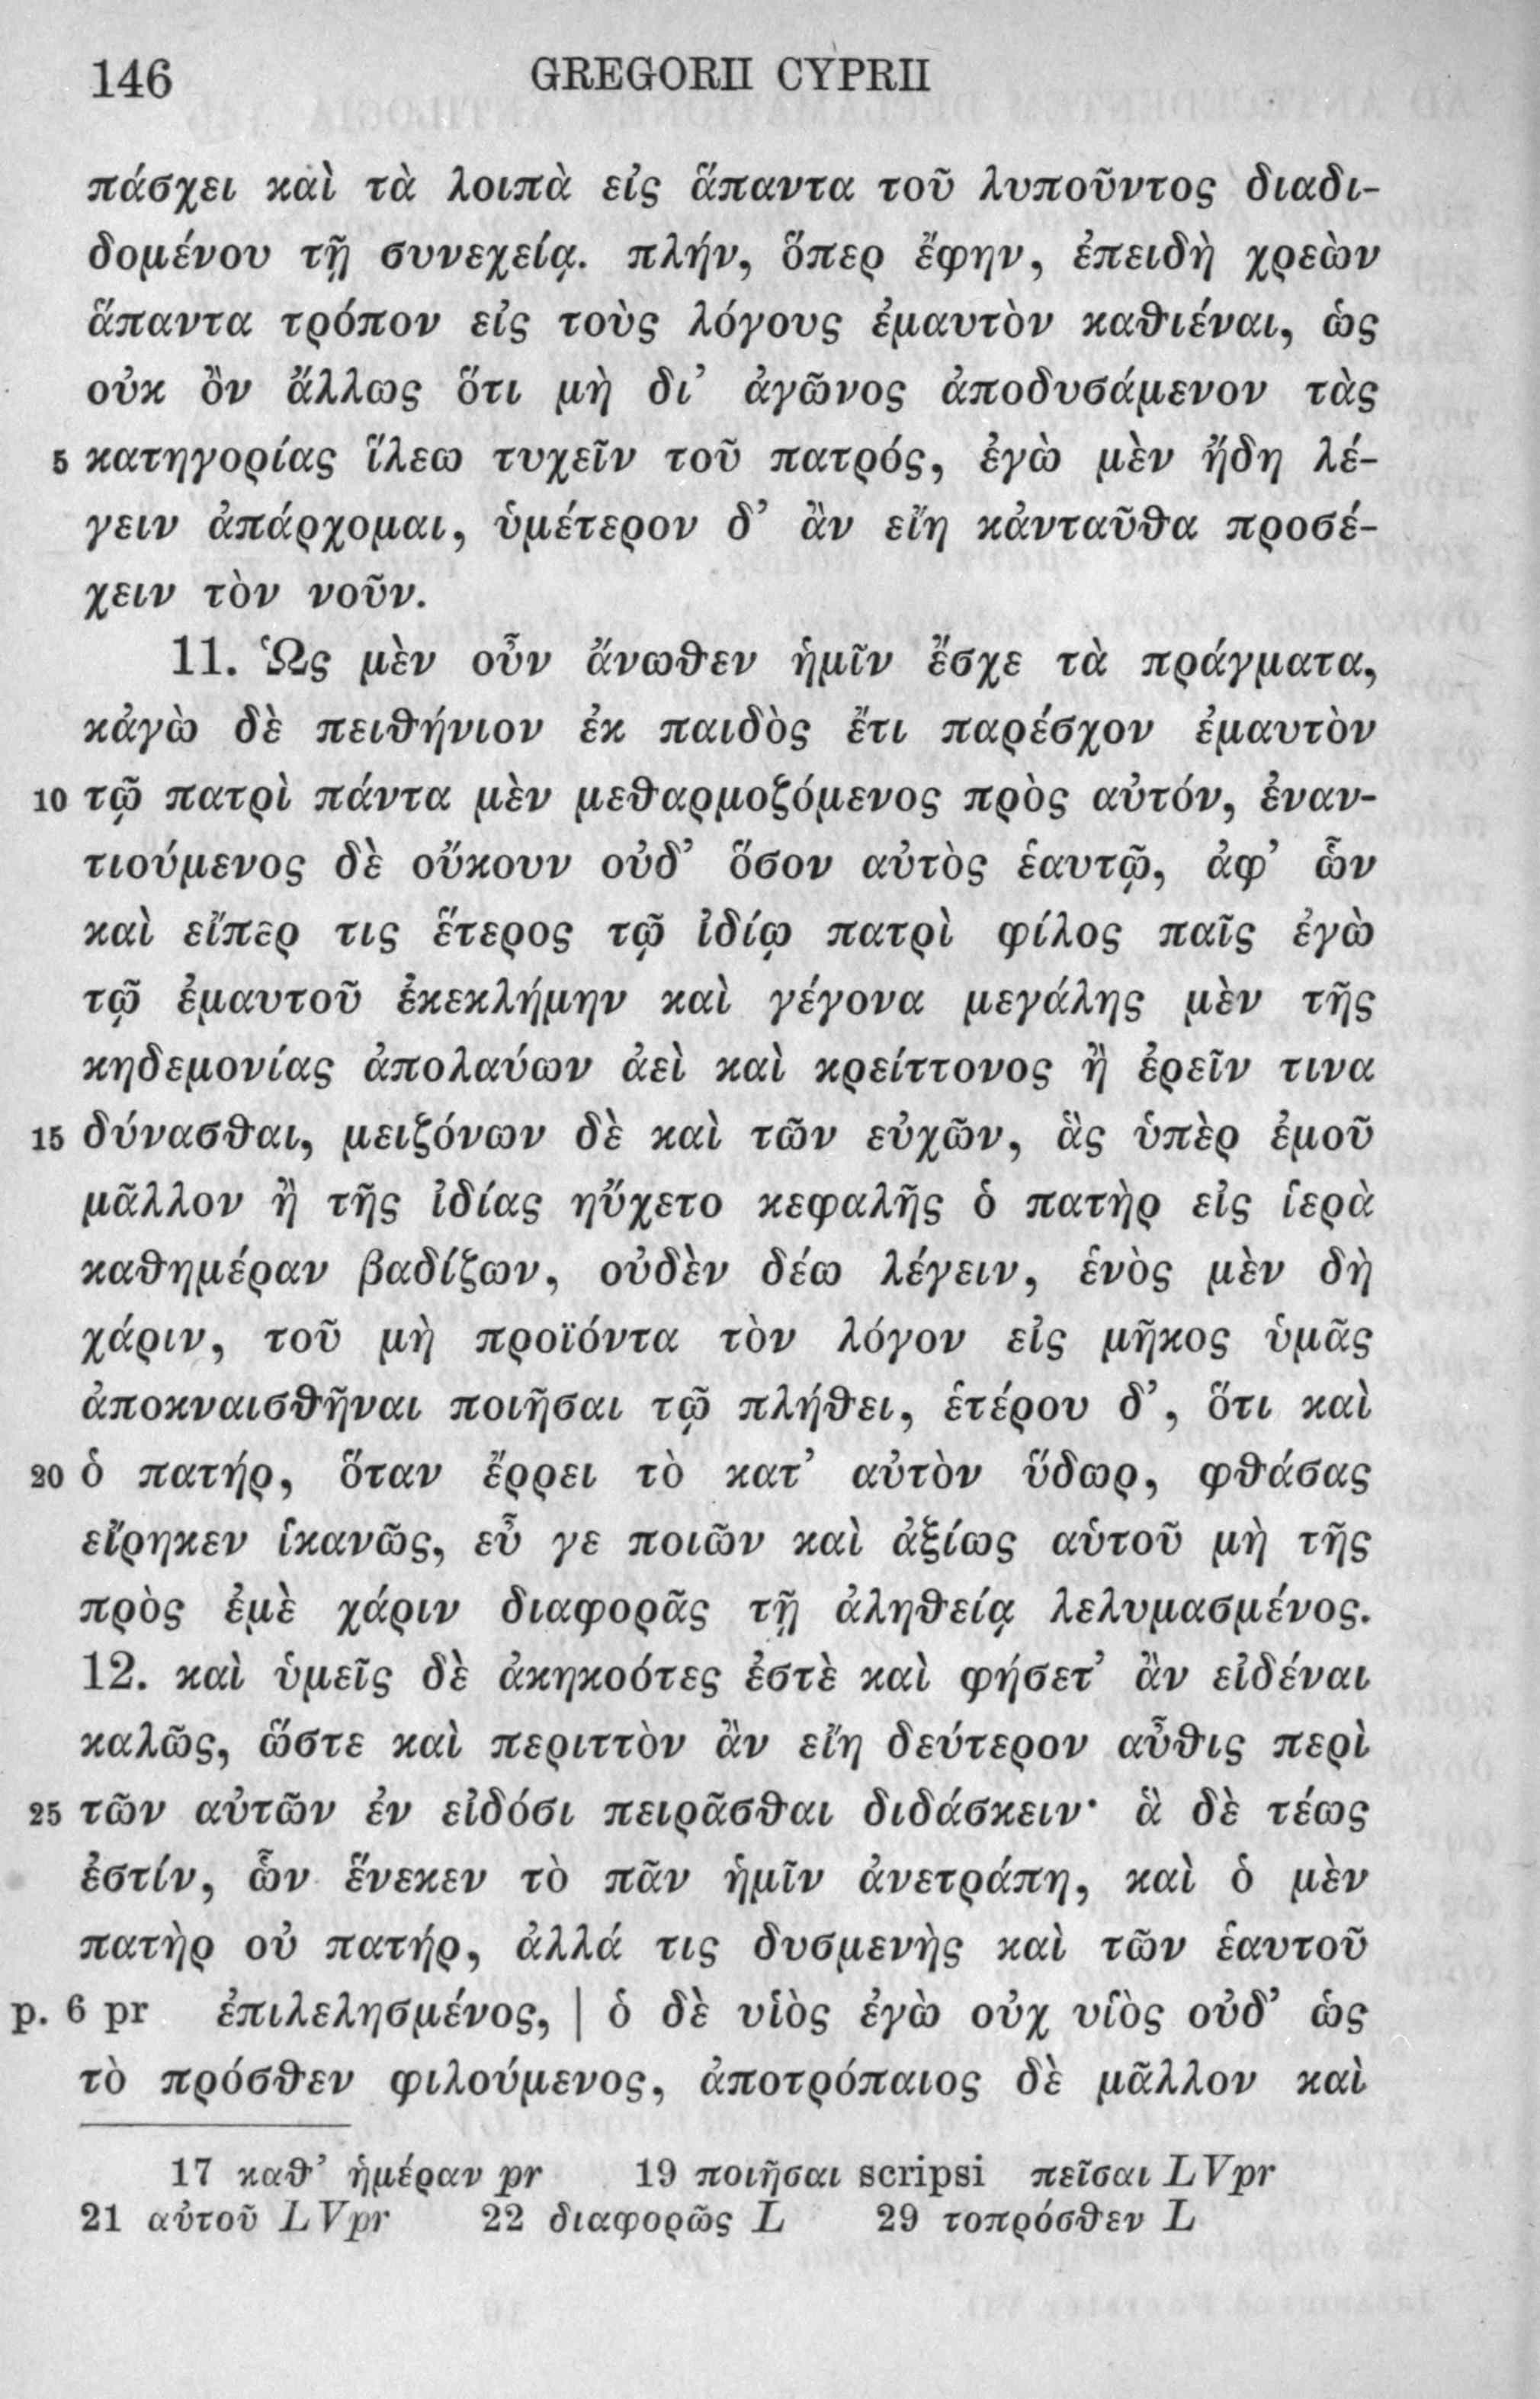 146 GREGORII CYPRII
πάσχει καὶ τὰ λοιπὰ εἰς ἅπαντα τοῦ λυποῦντος διαδι-
δομένου τῇ συνεχείᾳ. πλήν, ὅπερ ἔφην, ἐπειδὴ χρεὼν
ἅπαντα τρόπον εἰς τοὺς λόγους ἐμαυτὸν καθιέναι, ὡς
οὐκ ὂν ἄλλως ὅτι μὴ δι’ ἀγῶνος ἀποδυσάμενον τὰς
5 κατηγορίας ἵλεω τυχεῖν τοῦ πατρός, ἐγὼ μὲν ἤδη λέ-
γειν ἀπάρχομαι, ὑμέτερον δ’ ἂν εἴη κἀνταῦθα προσέ-
χειν τὸν νοῦν.
11. Ὡς μὲν οὖν ἄνωθεν ἡμῖν ἔσχε τὰ πράγματα,
κἀγὼ δὲ πειθήνιον ἐκ παιδὸς ἔτι παρέσχον ἐμαυτὸν
10 τῷ πατρὶ πάντα μὲν μεθαρμοζόμενος πρὸς αὐτόν, ἐναν-
τιούμενος δὲ οὔκουν οὐδ’ ὅσον αὐτὸς ἑαυτῷ, ἀφ’ ὧν
καὶ εἴπερ τις ἕτερος τῷ ἰδίῳ πατρὶ φίλος παῖς ἐγὼ
τῷ ἐμαυτοῦ ἐκεκλήμην καὶ γέγονα μεγάλης μὲν τῆς
κηδεμονίας ἀπολαύων ἀεὶ καὶ κρείττονος ἢ ἐρεῖν τινα
15 δύνασθαι, μειζόνων δὲ καὶ τῶν εὐχῶν, ἃς ὑπὲρ ἐμοῦ
μᾶλλον ἢ τῆς ἰδίας ηὔχετο κεφαλῆς ὁ πατὴρ εἰς ἱερὰ
καθημέραν βαδίζων, οὐδὲν δέω λέγειν, ἑνὸς μὲν δὴ
χάριν, τοῦ μὴ προϊόντα τὸν λόγον εἰς μῆκος ὑμᾶς
ἀποκναισθῆναι ποιῆσαι τῷ πλήθει, ἑτέρου δ’, ὅτι καὶ
20 ὁ πατήρ, ὅταν ἔρρει τὸ κατ’ αὐτὸν ὕδωρ, φθάσας
εἴρηκεν ἱκανῶς, εὖ γε ποιῶν καὶ ἀξίως αὑτοῦ μὴ τῆς
πρὸς ἐμὲ χάριν διαφορᾶς τῇ ἀληθείᾳ λελυμασμένος.
12. καὶ ὑμεῖς δὲ ἀκηκοότες ἐστὲ καὶ φήσετ’ ἂν εἰδέναι
καλῶς, ὥστε καὶ περιττὸν ἂν εἴη δεύτερον αὖθις περὶ
25 τῶν αὐτῶν ἐν εἰδόσι πειρᾶσθαι διδάσκειν· ἃ δὲ τέως
ἐστίν, ὧν ἕνεκεν τὸ πᾶν ἡμῖν ἀνετράπη, καὶ ὁ μὲν
πατὴρ οὐ πατήρ, ἀλλά τις δυσμενὴς καὶ τῶν ἑαυτοῦ
p. 6 pr ἐπιλελησμένος, | ὁ δὲ υἱὸς ἐγὼ οὐχ υἱὸς οὐδ’ ὡς
τὸ πρόσθεν φιλούμενος, ἀποτρόπαιος δὲ μᾶλλον καὶ
17 καθ’ ἡμέραν pr 19 ποιῆσαι scripsi πεῖσαι LVpr
21 αὐτοῦ LVpr 22 διαφορῶς L 29 τοπρόσθεν L